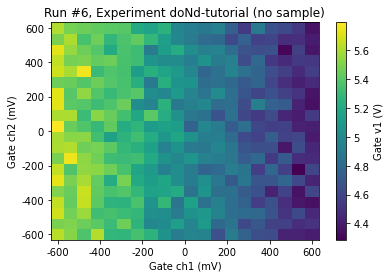 Run #6, Experiment doNd-tutorial (no sample)
600
400
200
0
-200
-400
-600
Gate ch2 (mV)
-600 -400 -200 0 200 400 600
Gate ch1 (mV)
5.6
5.4
5.2
5
4.8
4.6
4.4
Gate v1 (V)